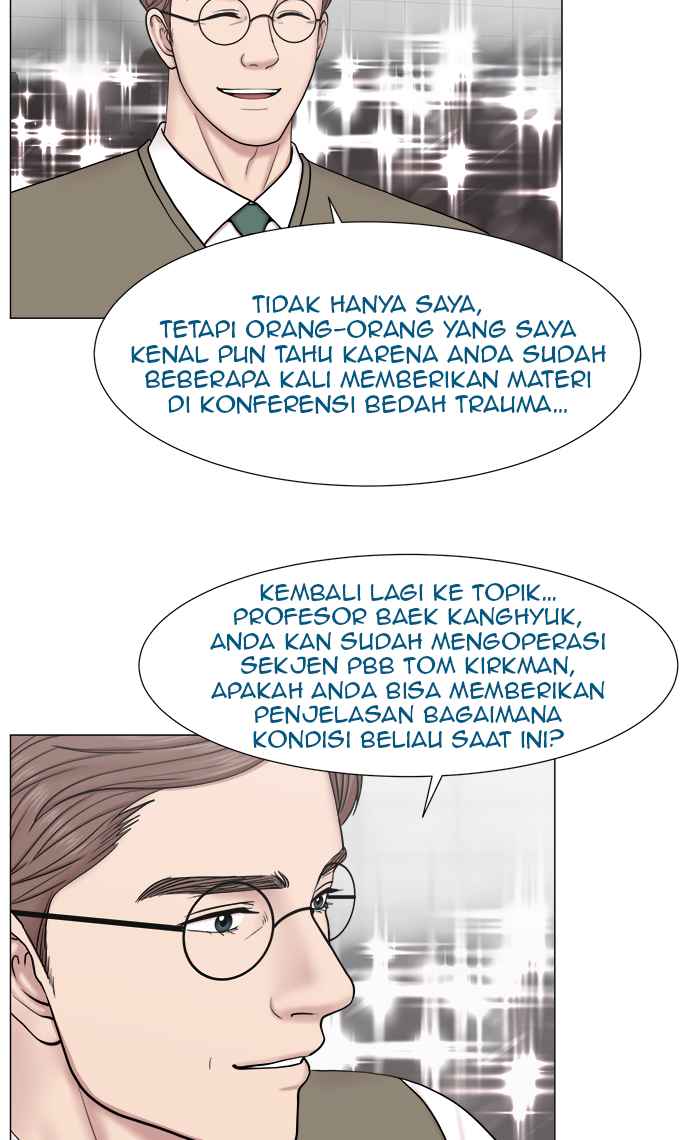 TIDAK HANYA SAYA,
TETAPI ORANG-ORANG YANG SAYA
KENAL PUN TAHU KARENA ANDA SUDAH
BEBERAPA KALI MEMBERIKAN MATERI
DI KONFERENSI BEDAH TRAUMA...
KEMBALI LAGI KE TOPIK...
PROFESOR BAEK KANGHYUK,
ANDA KAN SUDAH MENGOPERASI
SEKJEN PBB TOM KIRKMAN,
APAKAH ANDA BISA MEMBERIKAN
PENJELASAN BAGAIMANA
KONDISI BELIAU SAAT INI?